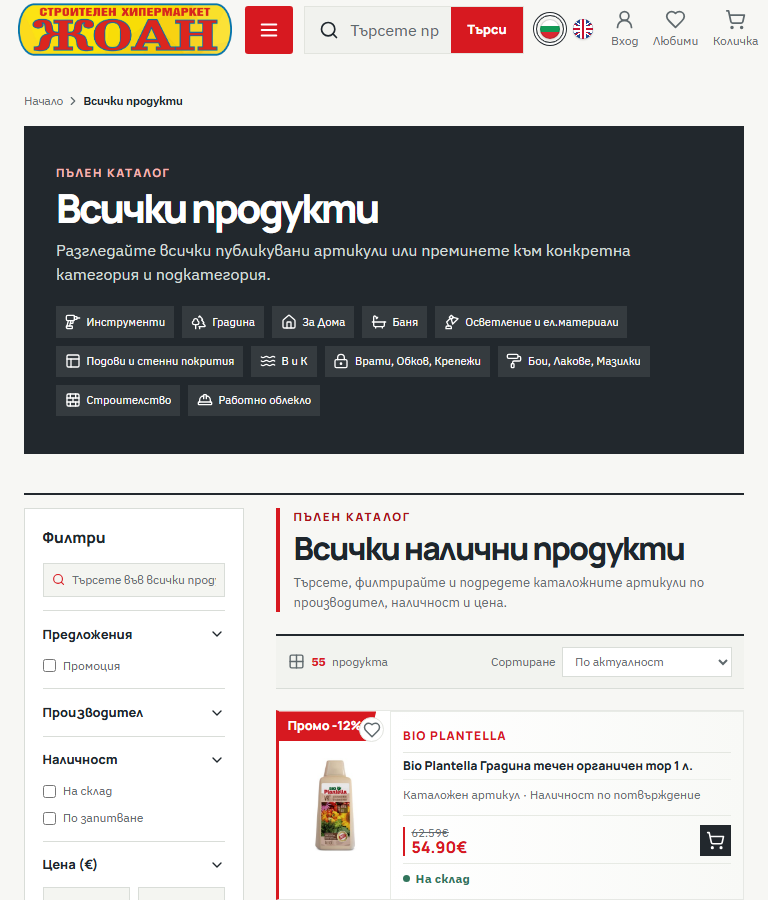 СТРОИТЕЛЕН ХИПЕРМАРКЕТ
ЖОАН
Търсете пр
Търси
Вход
Любими
Количка
Начало > Всички продукти
ПЪЛЕН КАТАЛОГ
Всички продукти
Разгледайте всички публикувани артикули или преминете към конкретна
категория и подкатегория.
Инструменти
Градина
За Дома
Баня
Осветление и ел.материали
Подови и стенни покрития
В и К
Врати, Обков, Крепежи
Бои, Лакове, Мазилки
Строителство
Работно облекло
Филтри
Търсете във всички прод
Предложения
Промоция
Производител
Наличност
На склад
По запитване
Цена (€)
ПЪЛЕН КАТАЛОГ
Всички налични продукти
Търсете, филтрирайте и подредете каталожните артикули по
производител, наличност и цена.
55 продукта
Сортиране
По актуалност
Промо -12%
BIO PLANTELLA
Bio Plantella Градина течен органичен тор 1 л.
Каталожен артикул · Наличност по потвърждение
62.59€
54.90€
На склад